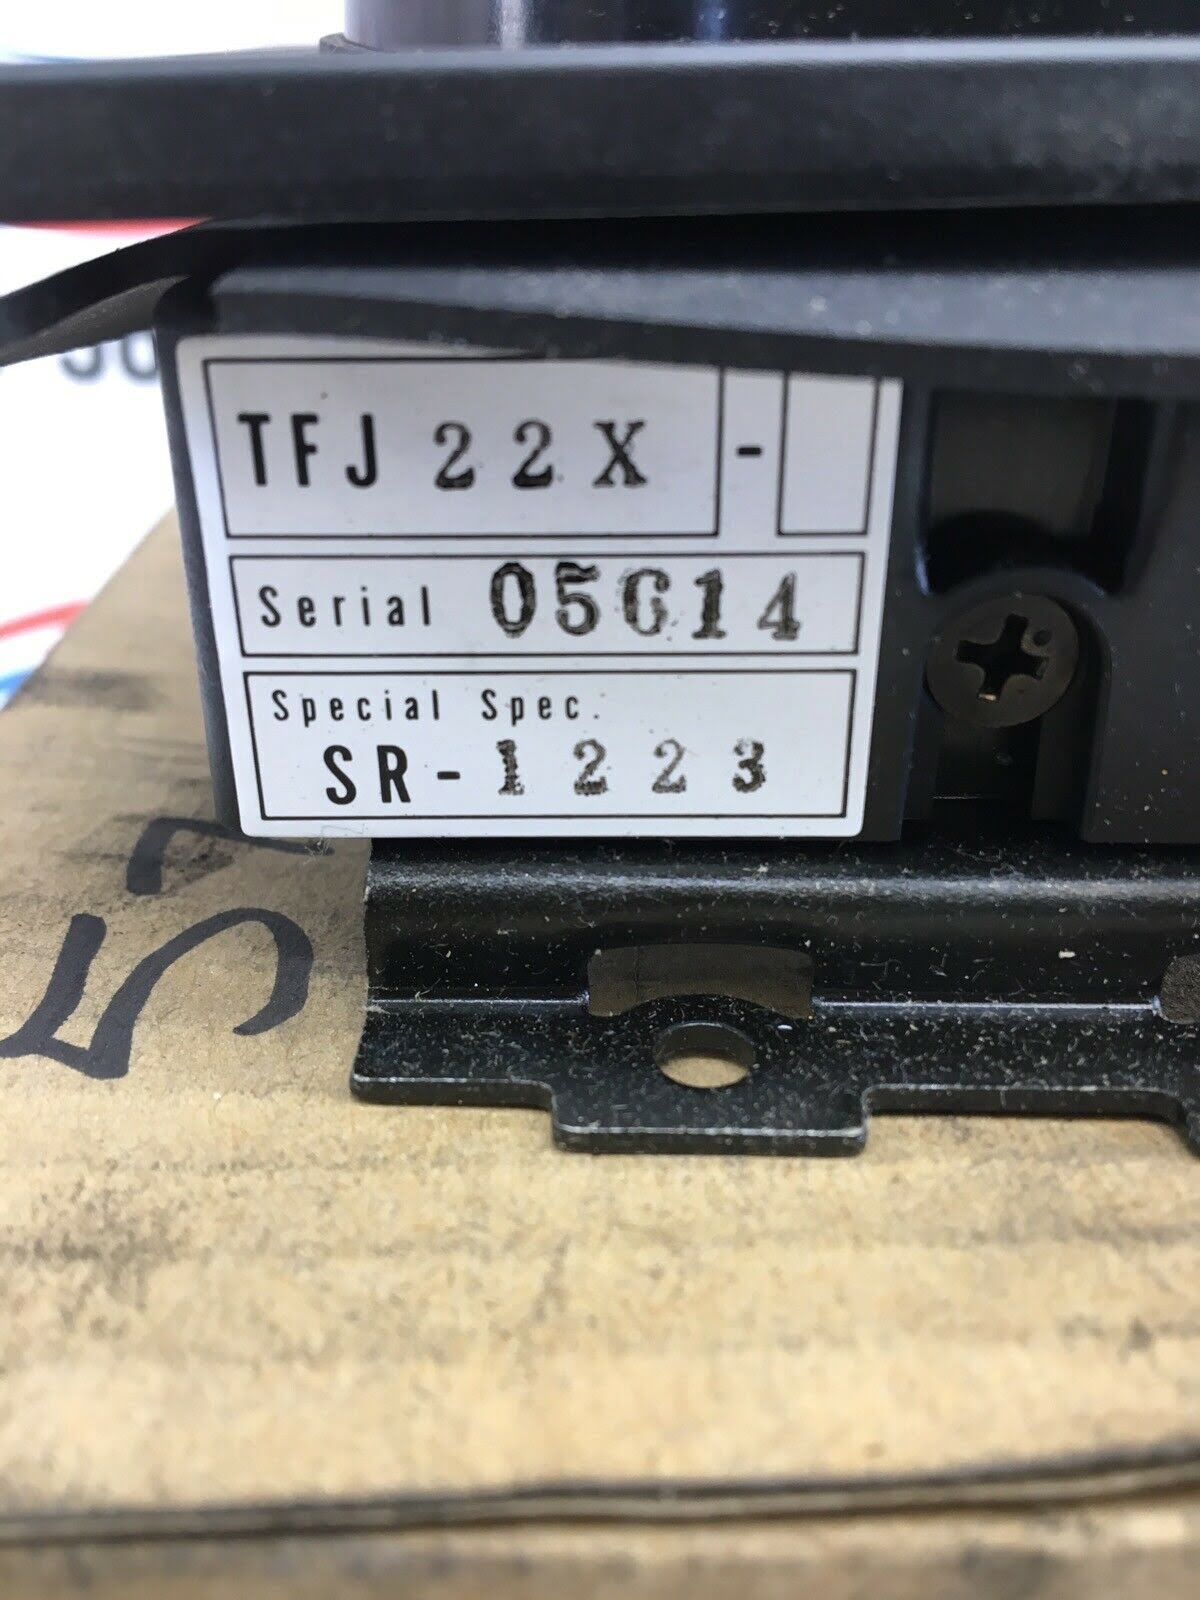 TFJ 22X -
Serial 05G14
Special Spec.
SR-1223